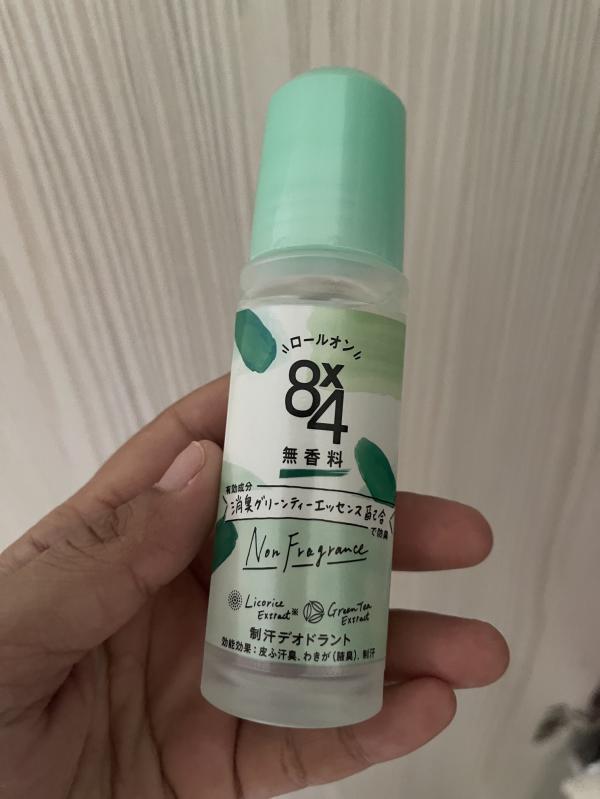 ロールオン
8x4
無香料
有効成分
消臭グリーンティーエッセンス配合
で防臭
Non Fragrance
Licorice
Extract※
Green Tea
Extract
制汗デオドラント
効能効果：皮ふ汗臭、わきが（腋臭）、制汗